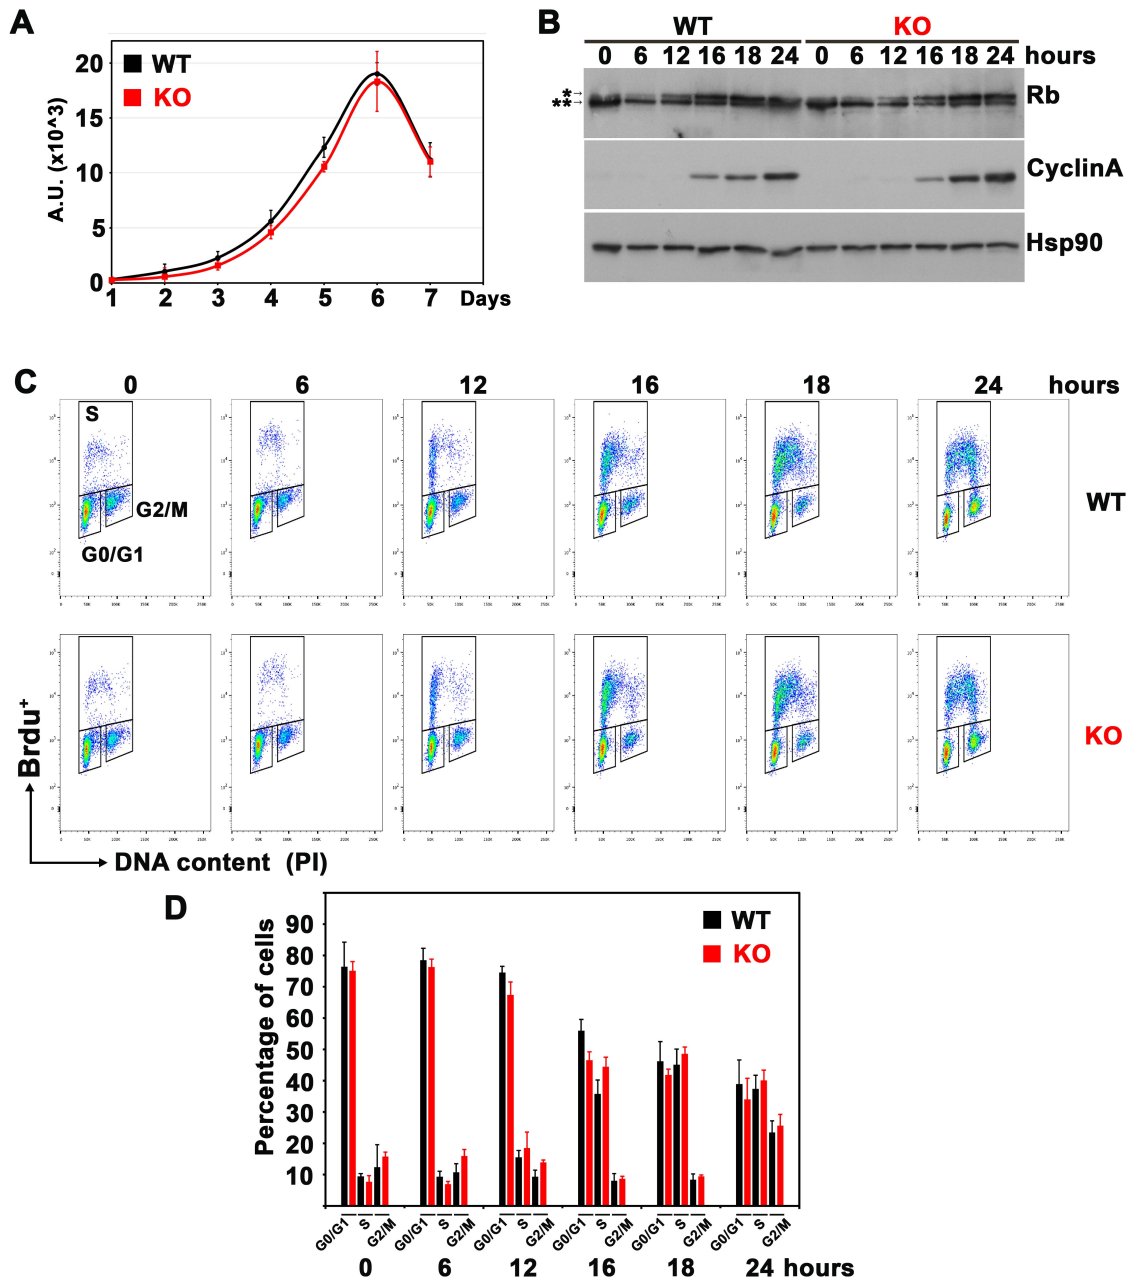 A
A.U. (x10^3)
20
15
10
5
0
WT
KO
1 2 3 4 5 6 7 Days
B
WT KO
0 6 12 16 18 24 0 6 12 16 18 24 hours
*→
**→
Rb
CyclinA
Hsp90
C
0 6 12 16 18 24 hours
S
G2/M
G0/G1
WT
KO
Brdu+
DNA content (PI)
D
Percentage of cells
90
80
70
60
50
40
30
20
10
WT
KO
G0/G1 S G2/M G0/G1 S G2/M G0/G1 S G2/M G0/G1 S G2/M G0/G1 S G2/M G0/G1 S G2/M
0 6 12 16 18 24 hours